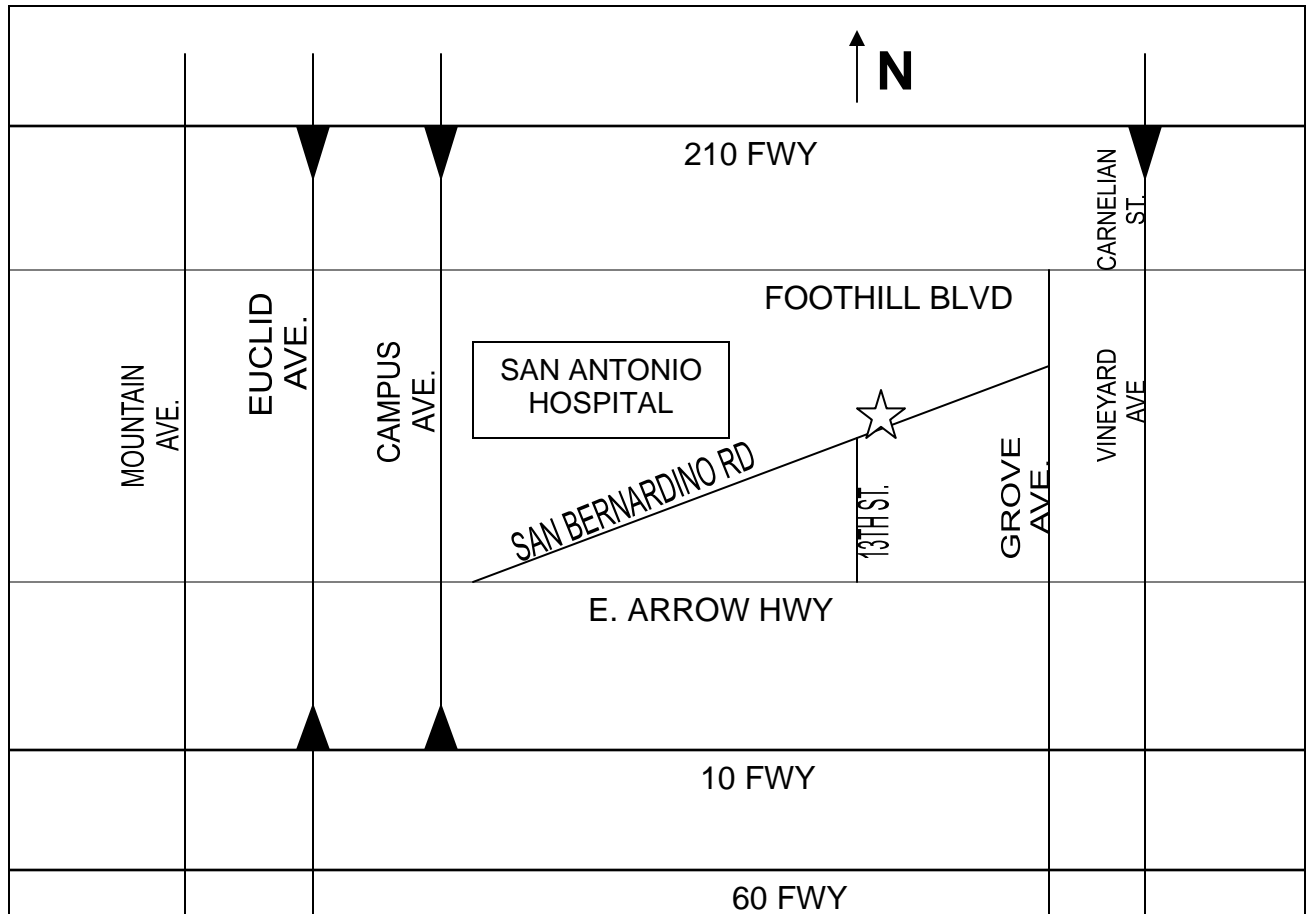 N
210 FWY
CARNELIAN
ST.
FOOTHILL BLVD
EUCLID
AVE.
CAMPUS
AVE.
SAN ANTONIO
HOSPITAL
MOUNTAIN
AVE.
VINEYARD
AVE
SAN BERNARDINO RD
13TH ST.
GROVE
AVE.
E. ARROW HWY
10 FWY
60 FWY